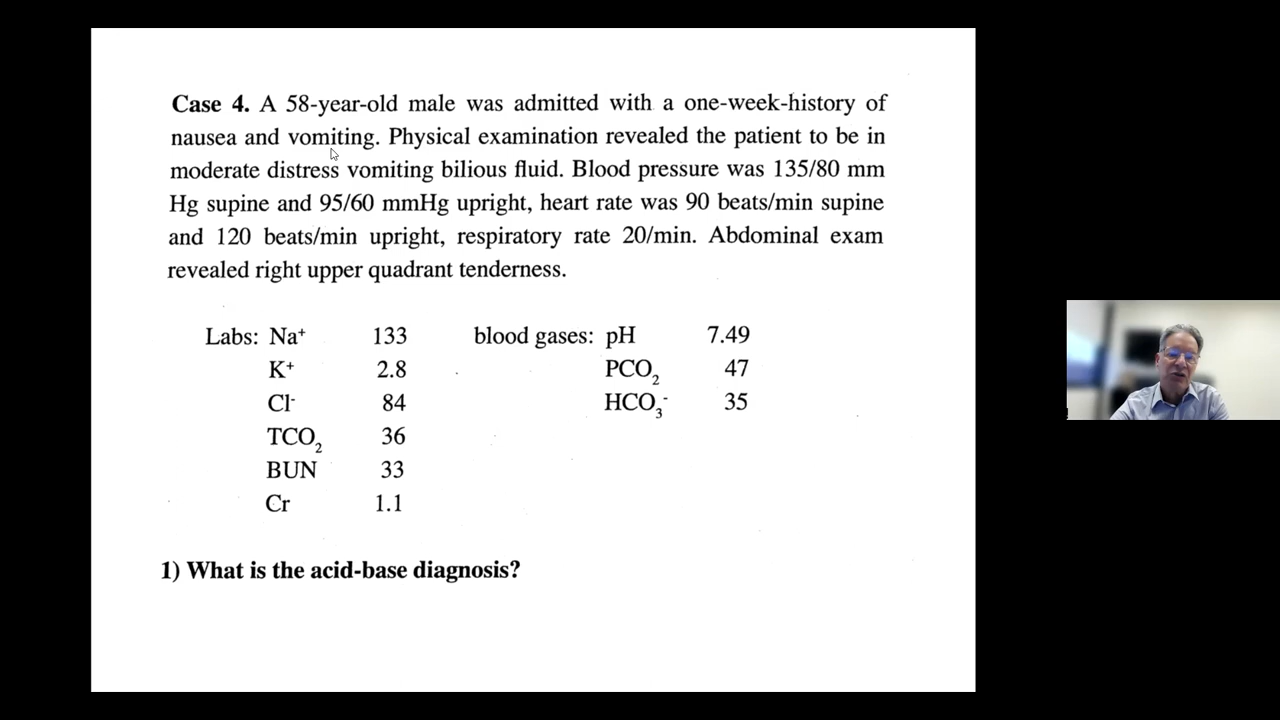 Case 4. A 58-year-old male was admitted with a one-week-history of
nausea and vomiting. Physical examination revealed the patient to be in
moderate distress vomiting bilious fluid. Blood pressure was 135/80 mm
Hg supine and 95/60 mmHg upright, heart rate was 90 beats/min supine
and 120 beats/min upright, respiratory rate 20/min. Abdominal exam
revealed right upper quadrant tenderness.
Labs: Na⁺ 133 blood gases: pH 7.49
K⁺ 2.8 PCO₂ 47
Cl⁻ 84 HCO₃⁻ 35
TCO₂ 36
BUN 33
Cr 1.1
1) What is the acid-base diagnosis?